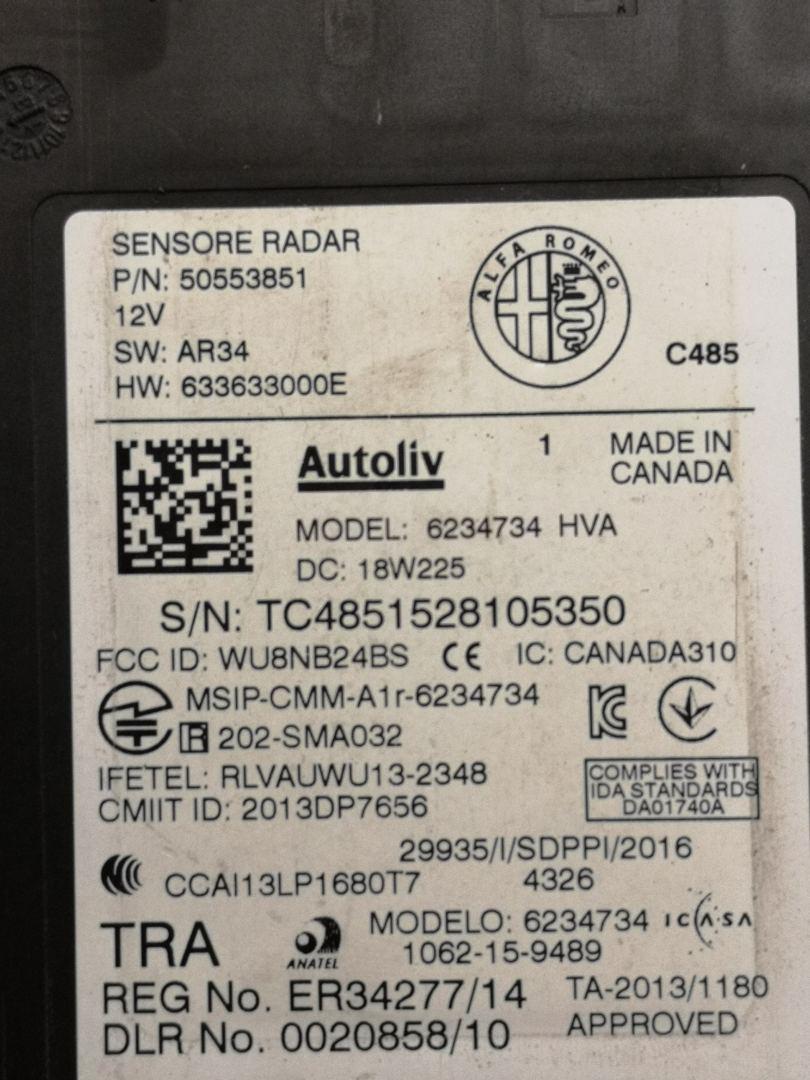 SENSORE RADAR
P/N: 50553851
12V
SW: AR34
HW: 633633000E
ALFA ROMEO
C485
Autoliv
1
MADE IN
CANADA
MODEL: 6234734 HVA
DC: 18W225
S/N: TC4851528105350
FCC ID: WU8NB24BS CE IC: CANADA310
MSIP-CMM-A1r-6234734
R 202-SMA032
IFETEL: RLVAUWU13-2348
CMIIT ID: 2013DP7656
COMPLIES WITH
IDA STANDARDS
DA01740A
29935/I/SDPPI/2016
4326
CCAI13LP1680T7
TRA
ANATEL
MODELO: 6234734
1062-15-9489
ICASA
REG No. ER34277/14
DLR No. 0020858/10
TA-2013/1180
APPROVED